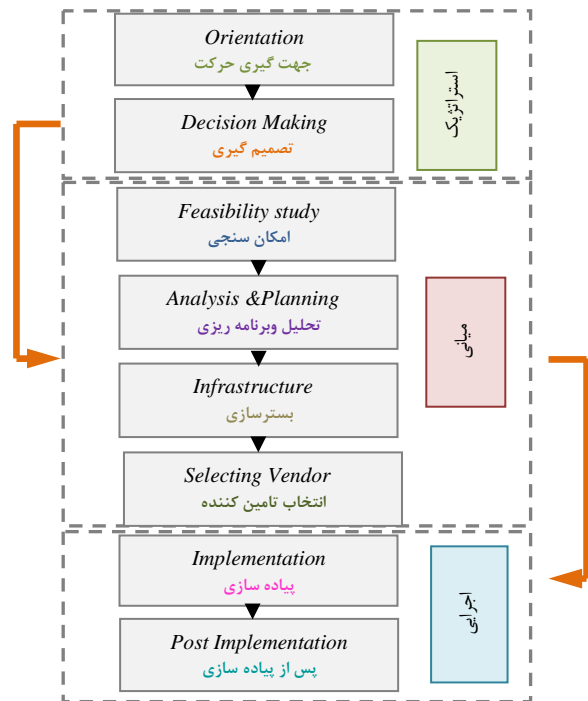 Orientation
جهت گیری حرکت
Decision Making
تصمیم گیری
استراتژیک
Feasibility study
امکان سنجی
Analysis &Planning
تحلیل وبرنامه ریزی
Infrastructure
بسترسازی
Selecting Vendor
انتخاب تامین کننده
میانی
Implementation
پیاده سازی
Post Implementation
پس از پیاده سازی
اجرایی